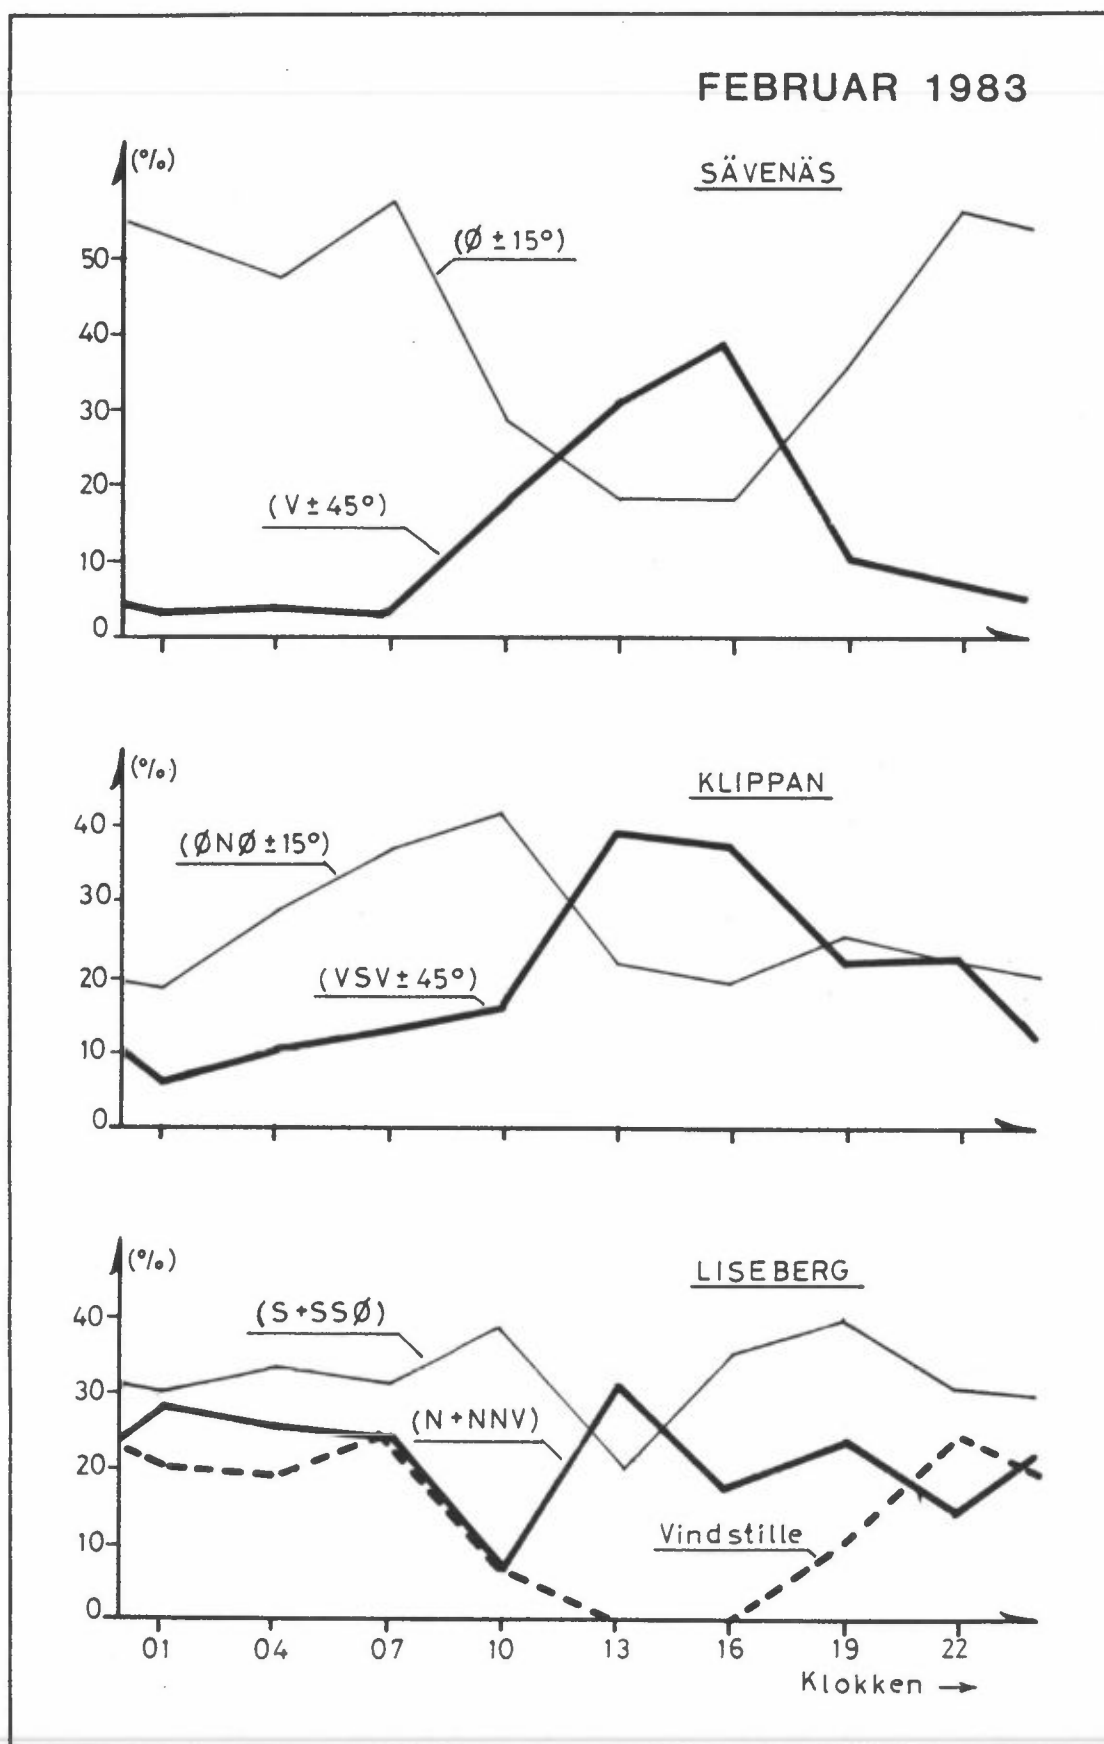 FEBRUAR 1983
(%)
SÄVENÄS
(Ø ± 15°)
50
40
30
20
(V ± 45°)
10
0
(%)
KLIPPAN
40
(ØNØ ± 15°)
30
20
(VSV ± 45°)
10
0
(%)
LISEBERG
40
(S + SSØ)
30
(N + NNV)
20
10
Vindstille
0
01 04 07 10 13 16 19 22
Klokken →